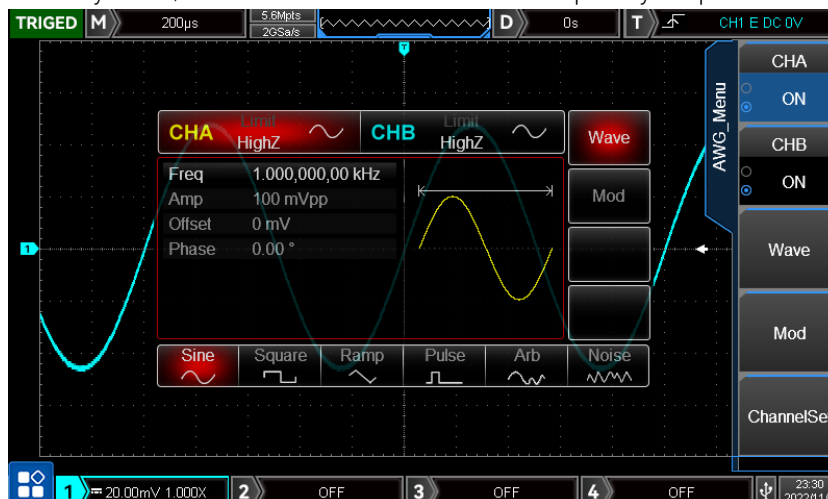 TRIGED M 200µs 5.6Mpts D 0s T CH1 E DC 0V
2GSa/s
T
CHA
ON
AWG_Menu
CHB
ON
Wave
Mod
ChannelSe
CHA Limit HighZ CHB Limit HighZ Wave
Freq 1.000,000,00 kHz
Amp 100 mVpp
Mod
Offset 0 mV
Phase 0.00 °
1
Sine Square Ramp Pulse Arb Noise
1 20.00mV 1.000X 2 OFF 3 OFF 4 OFF 23:30
2022/11